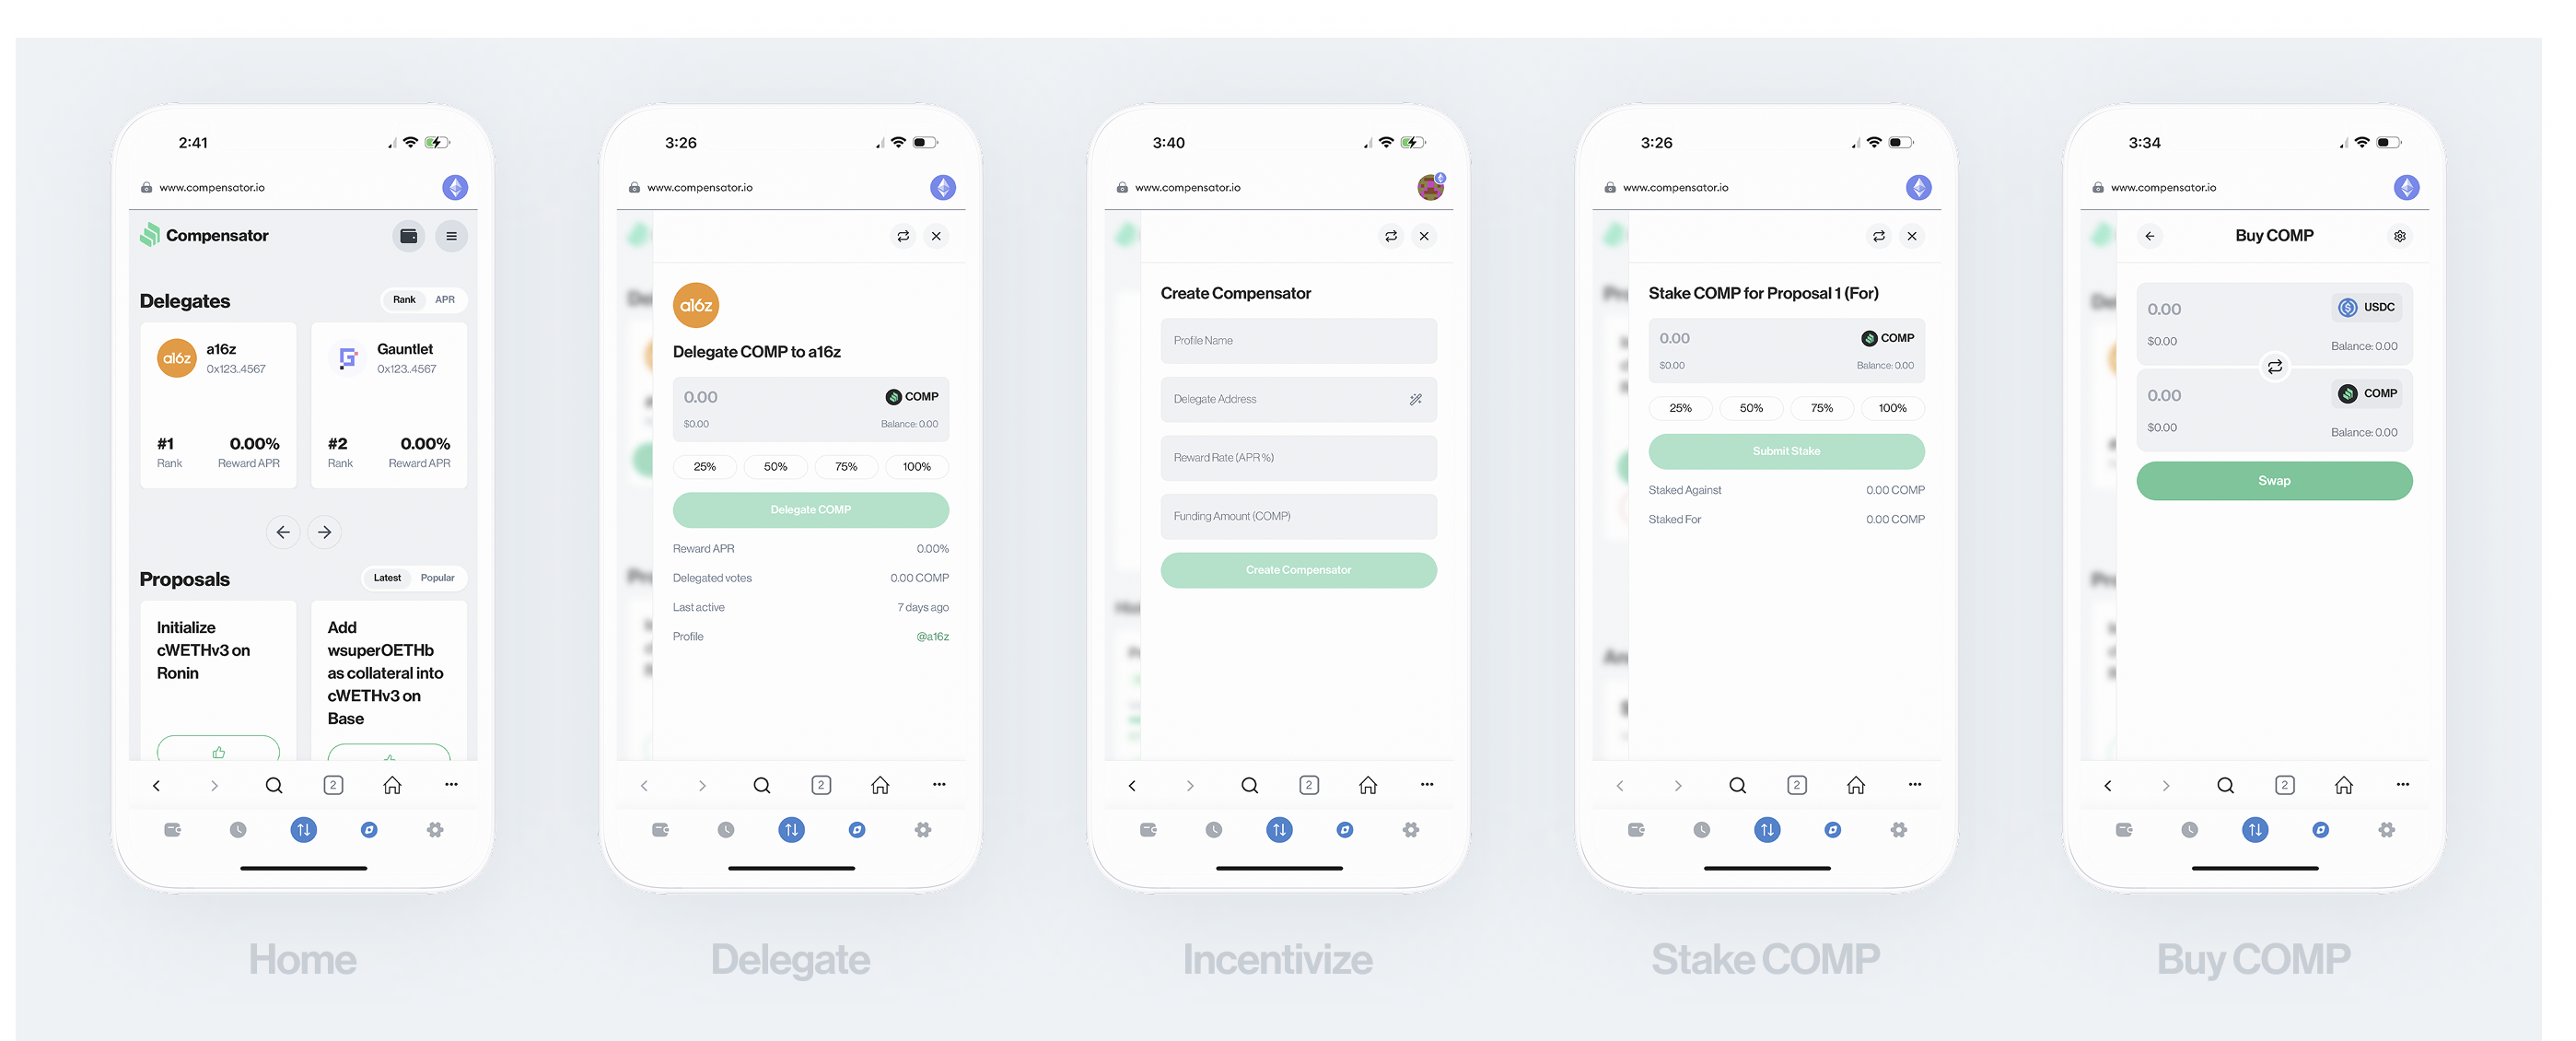 2:41
www.compensator.io
Compensator
Delegates
Rank APR
a16z
a16z
0x123..4567
#1 0.00%
Rank Reward APR
Gauntlet
0x123..4567
#2 0.00%
Rank Reward APR
Proposals
Latest Popular
Initialize
cWETHv3 on
Ronin
Add
wsuperOETHb
as collateral into
cWETHv3 on
Base
2
Home
3:26
www.compensator.io
a16z
Delegate COMP to a16z
0.00 COMP
$0.00 Balance: 0.00
25% 50% 75% 100%
Delegate COMP
Reward APR 0.00%
Delegated votes 0.00 COMP
Last active 7 days ago
Profile @a16z
2
Delegate
3:40
www.compensator.io
Create Compensator
Profile Name
Delegate Address
Reward Rate (APR %)
Funding Amount (COMP)
Create Compensator
2
Incentivize
3:26
www.compensator.io
Stake COMP for Proposal 1 (For)
0.00 COMP
$0.00 Balance: 0.00
25% 50% 75% 100%
Submit Stake
Staked Against 0.00 COMP
Staked For 0.00 COMP
2
Stake COMP
3:34
www.compensator.io
Buy COMP
0.00 USDC
$0.00 Balance: 0.00
0.00 COMP
$0.00 Balance: 0.00
Swap
2
Buy COMP